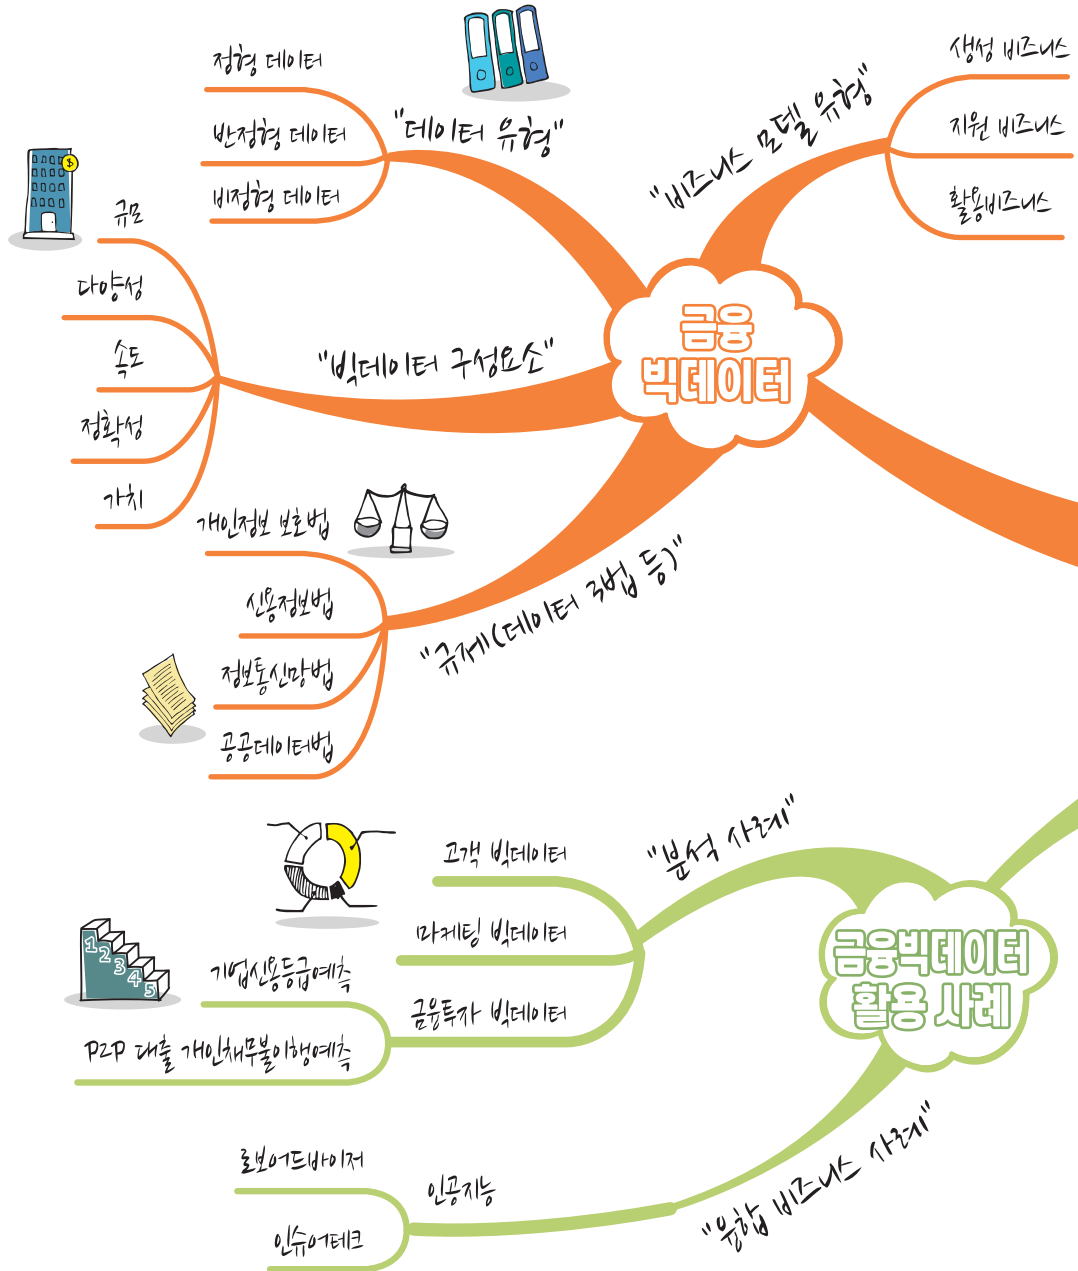 정형 데이터
반정형 데이터
비정형 데이터
"데이터 유형"
"비즈니스 모델 유형"
생성 비즈니스
지원 비즈니스
활용비즈니스
$
규모
다양성
속도
정확성
가치
"빅데이터 구성요소"
금융
빅데이터
개인정보 보호법
신용정보법
정보통신망법
공공데이터법
"규제(데이터 3법 등)"
고객 빅데이터
마케팅 빅데이터
금융투자 빅데이터
"분석 사례"
1
2
3
4
5
기업신용등급예측
P2P 대출 개인채무불이행예측
금융빅데이터
활용 사례
로보어드바이저
인슈어테크
인공지능
"융합 비즈니스 사례"